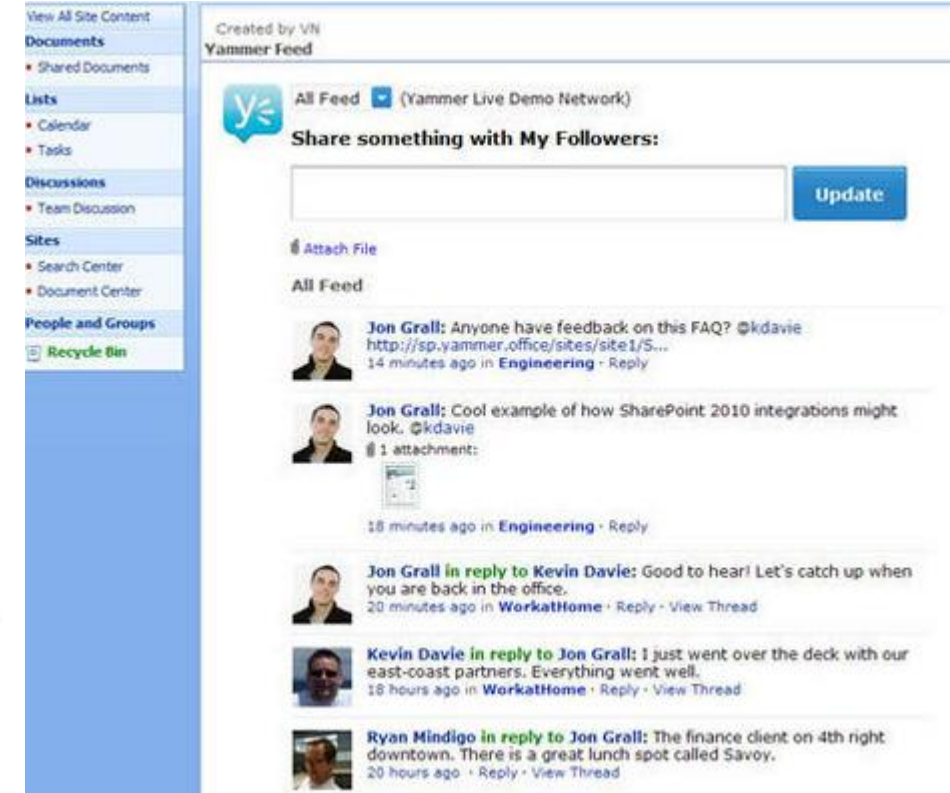 View All Site Content
Documents
Shared Documents
Lists
Calendar
Tasks
Discussions
Team Discussion
Sites
Search Center
Document Center
People and Groups
Recycle Bin
Created by VN
Yammer Feed
All Feed (Yammer Live Demo Network)
Share something with My Followers:
Update
Attach File
All Feed
Jon Grall: Anyone have feedback on this FAQ? @kdavie
http://sp.yammer.office/sites/site1/S...
14 minutes ago in Engineering · Reply
Jon Grall: Cool example of how SharePoint 2010 integrations might
look. @kdavie
1 attachment:
18 minutes ago in Engineering · Reply
Jon Grall in reply to Kevin Davie: Good to hear! Let's catch up when
you are back in the office.
20 minutes ago in WorkatHome · Reply · View Thread
Kevin Davie in reply to Jon Grall: I just went over the deck with our
east-coast partners. Everything went well.
18 hours ago in WorkatHome · Reply · View Thread
Ryan Mindigo in reply to Jon Grall: The finance client on 4th right
downtown. There is a great lunch spot called Savoy.
20 hours ago · Reply · View Thread